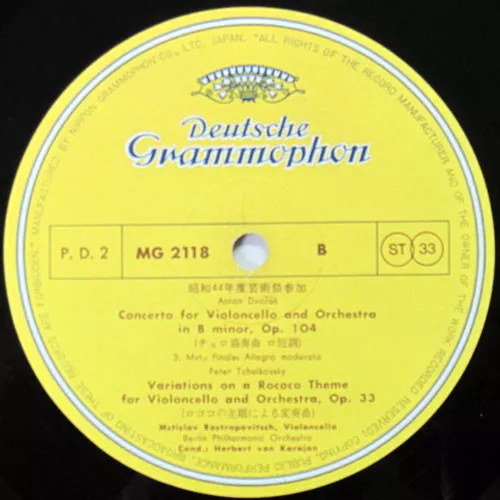 MANUFACTURED BY NIPPON GRAMMOPHON CO., LTD., JAPAN. "ALL RIGHTS OF THE RECORD MANUFACTURER AND OF THE OWNER OF THE WORK RECORDED RESERVED. COPYING, PUBLIC PERFORMANCE, BROADCASTING OF THESE RECORDS ARE FORBIDDEN."
Deutsche
Grammophon
P. D. 2
MG 2118
B
ST 33
昭和44年度芸術祭参加
Anton Dvořák
Concerto for Violoncello and Orchestra
in B minor, Op. 104
(チェロ協奏曲 ロ短調)
3. Mvt.: Finale: Allegro moderato
Peter Tchaikovsky
Variations on a Rococo Theme
for Violoncello and Orchestra, Op. 33
(ロココの主題による変奏曲)
Mstislav Rostropovitsch, Violoncello
Berlin Philharmonic Orchestra
Cond.: Herbert von Karajan